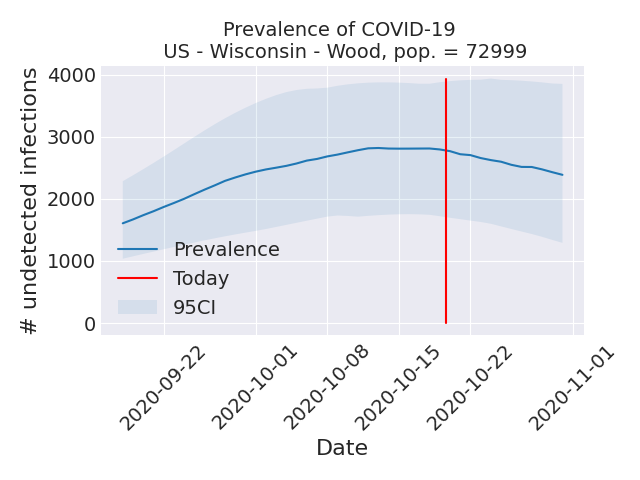 Prevalence of COVID-19
US - Wisconsin - Wood, pop. = 72999
# undetected infections
4000
3000
2000
1000
0
Prevalence
Today
95CI
2020-09-22
2020-10-01
2020-10-08
2020-10-15
2020-10-22
2020-11-01
Date